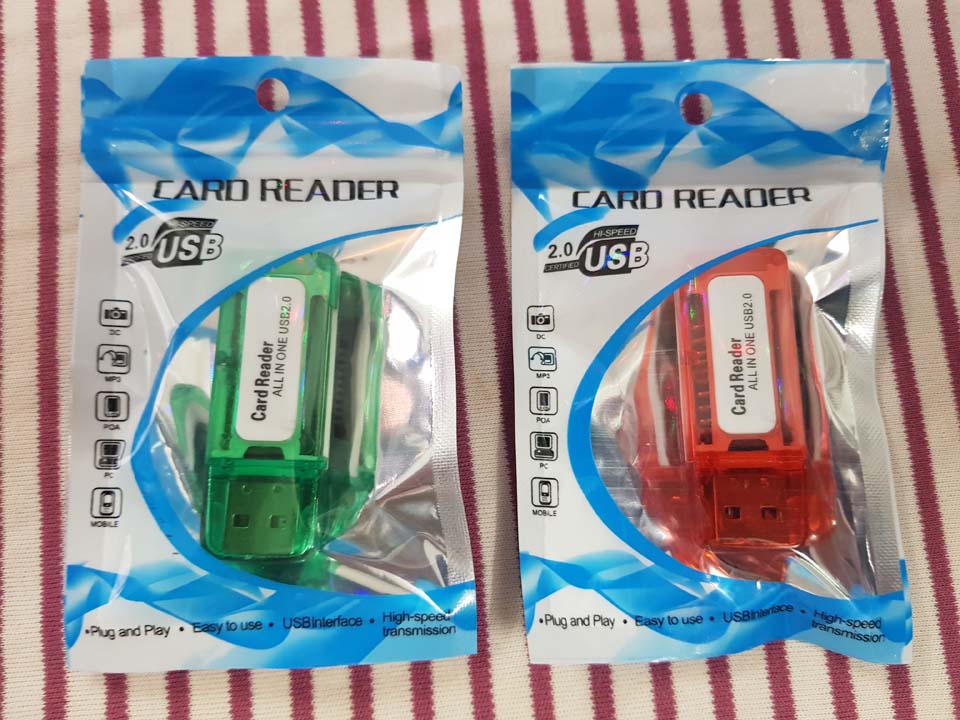 CARD READER
HI-SPEED
2.0
USB
DC
MP3
POA
PC
MOBILE
Card Reader
ALL IN ONE USB2.0
•Plug and Play • Easy to use • USBInterface • High-speed
transmission
CARD READER
HI-SPEED
2.0
CERTIFIED
USB
DC
MP3
POA
PC
MOBILE
Card Reader
ALL IN ONE USB2.0
•Plug and Play • Easy to use • USBInterface • High-speed
transmission